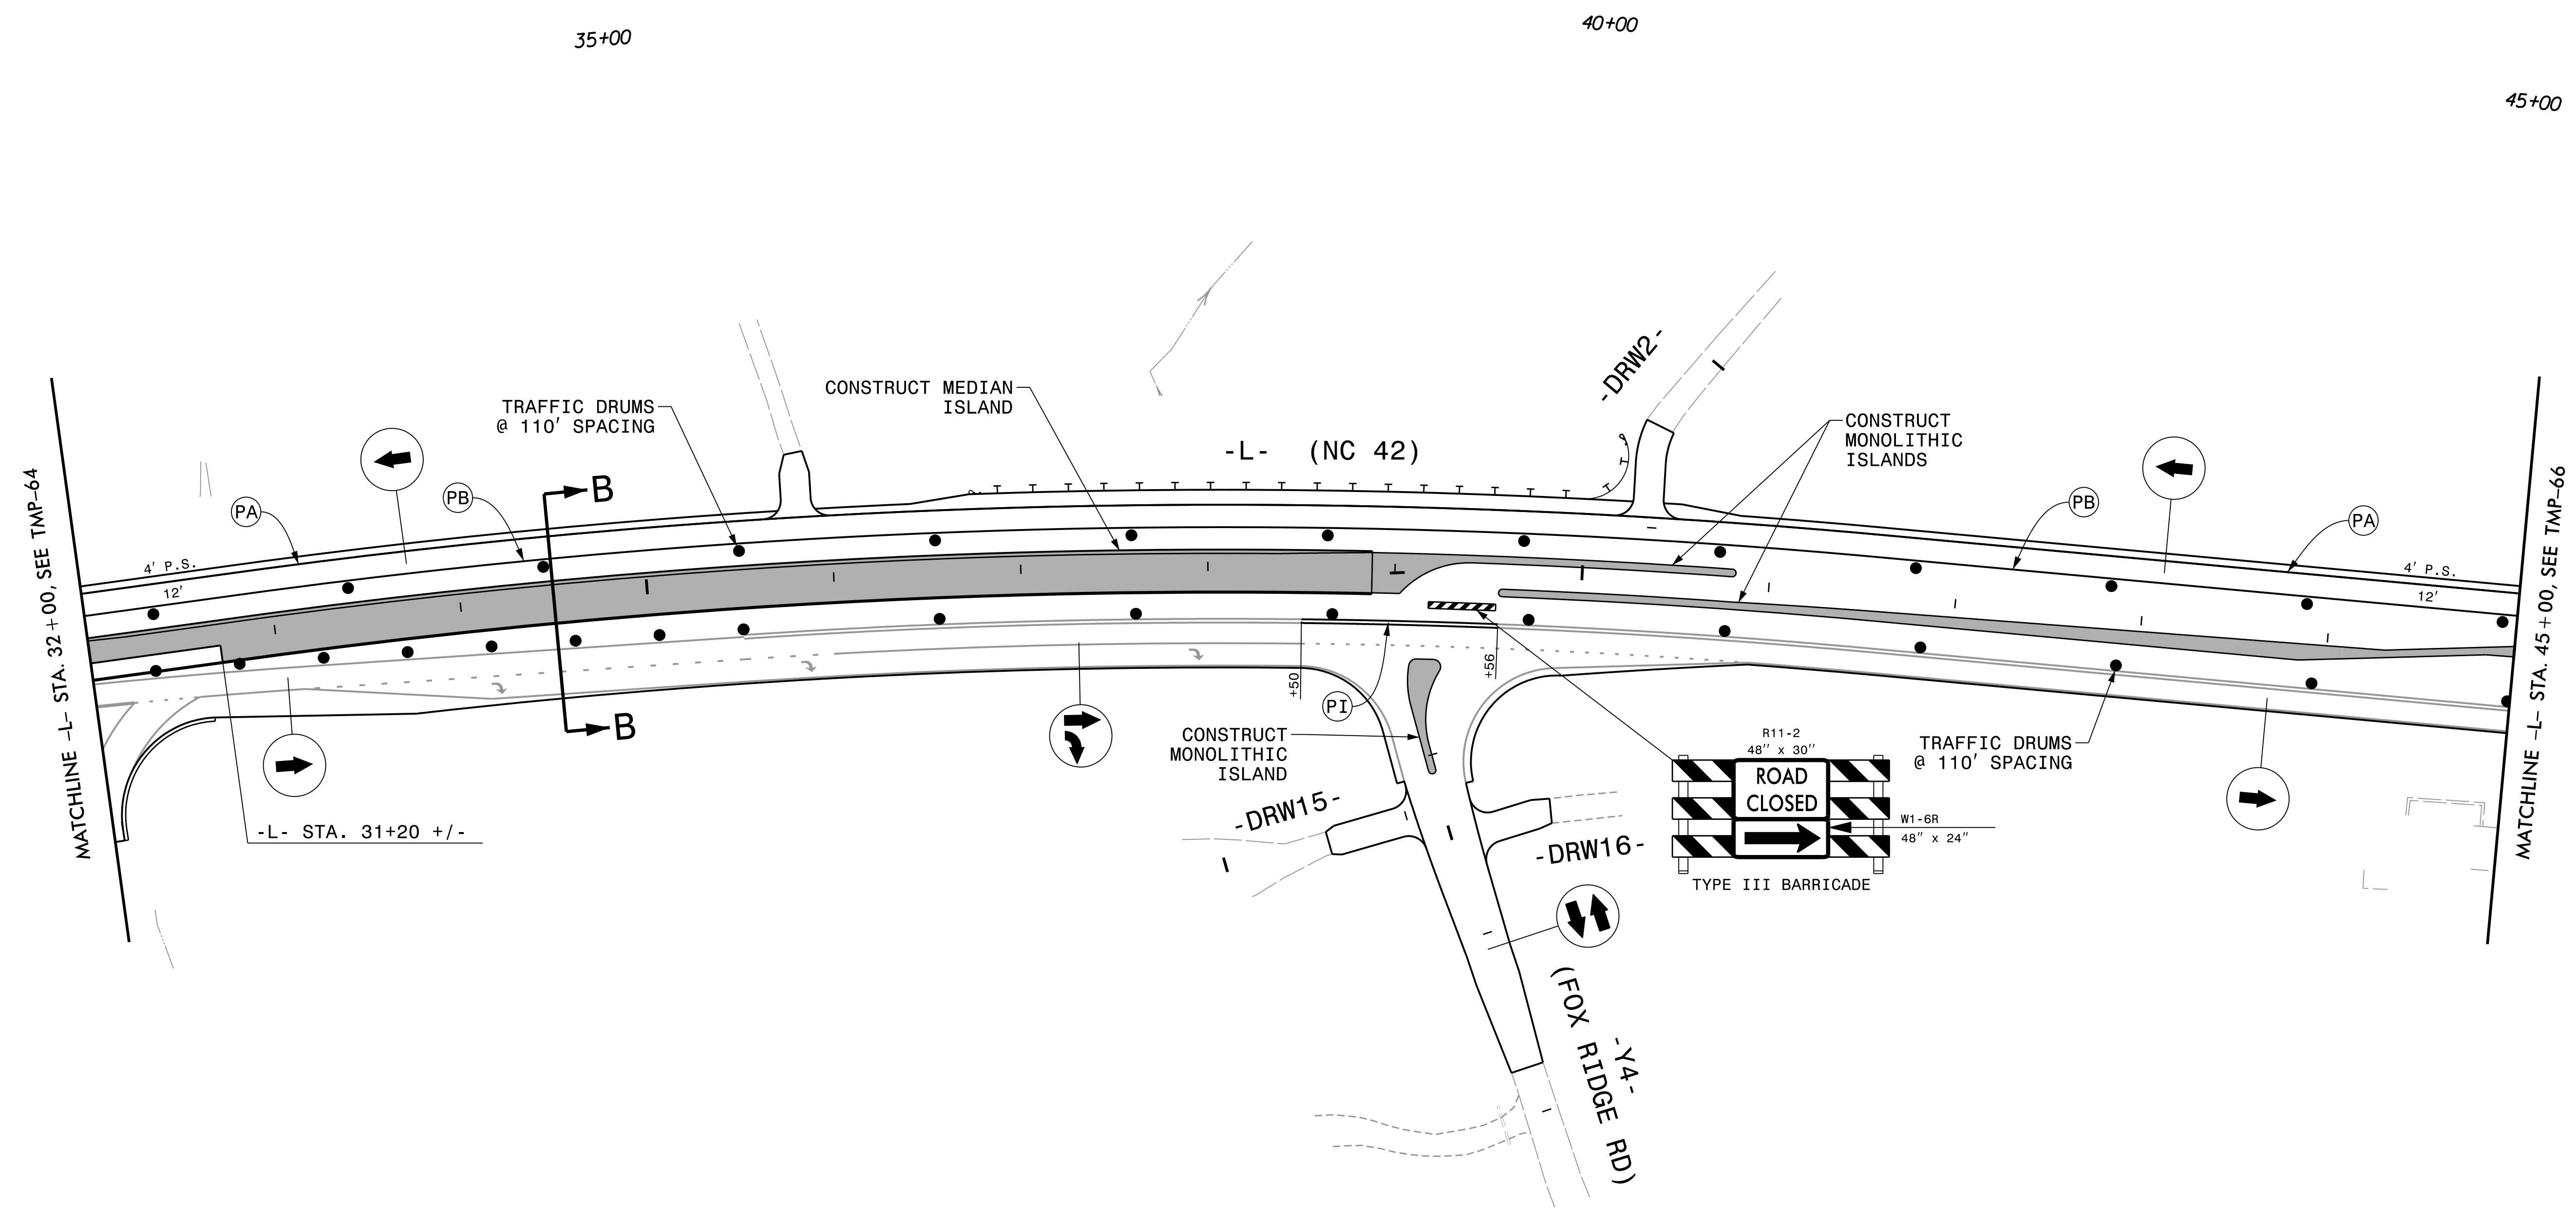 35+00
40+00
45+00
MATCHLINE -L- STA. 32+00, SEE TMP-64
PA
4' P.S.
12'
PB
B
B
TRAFFIC DRUMS
@ 110' SPACING
CONSTRUCT MEDIAN
ISLAND
-L- (NC 42)
-DRW2-
CONSTRUCT
MONOLITHIC
ISLANDS
PB
PA
4' P.S.
12'
MATCHLINE -L- STA. 45+00, SEE TMP-66
-L- STA. 31+20 +/-
+50
PI
+56
CONSTRUCT
MONOLITHIC
ISLAND
-DRW15-
-DRW16-
R11-2
48" x 30"
ROAD
CLOSED
W1-6R
48" x 24"
TYPE III BARRICADE
TRAFFIC DRUMS
@ 110' SPACING
-Y4-
(FOX RIDGE RD)